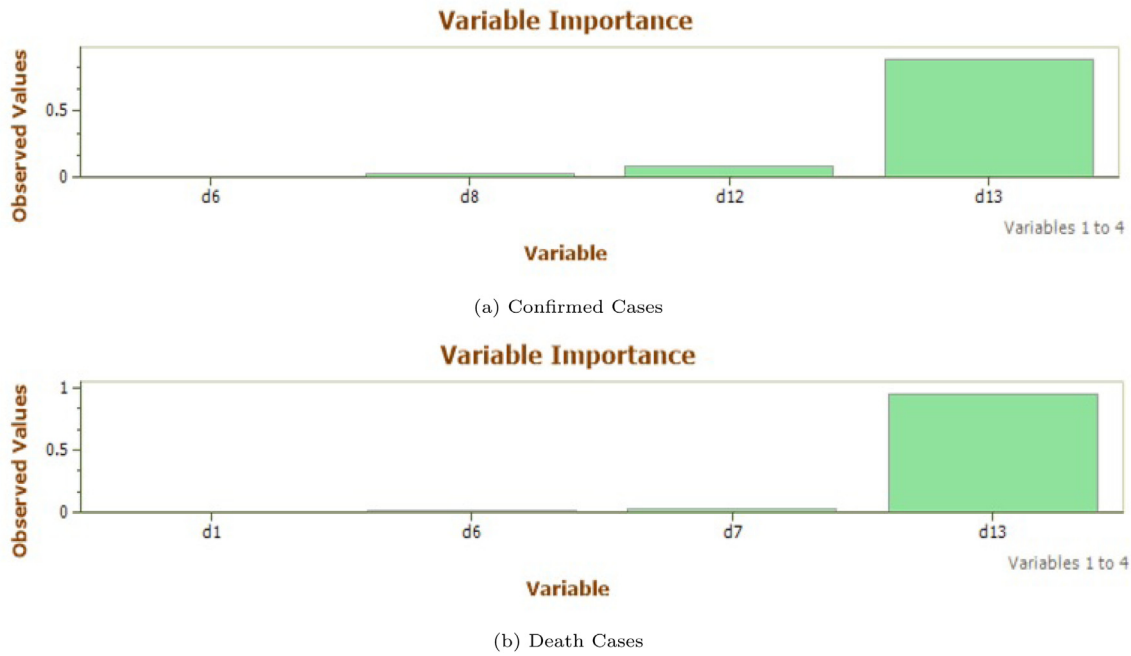 Variable Importance
Observed Values
0.5
0
d6 d8 d12 d13
Variables 1 to 4
Variable
(a) Confirmed Cases
Variable Importance
Observed Values
1
0.5
0
d1 d6 d7 d13
Variables 1 to 4
Variable
(b) Death Cases